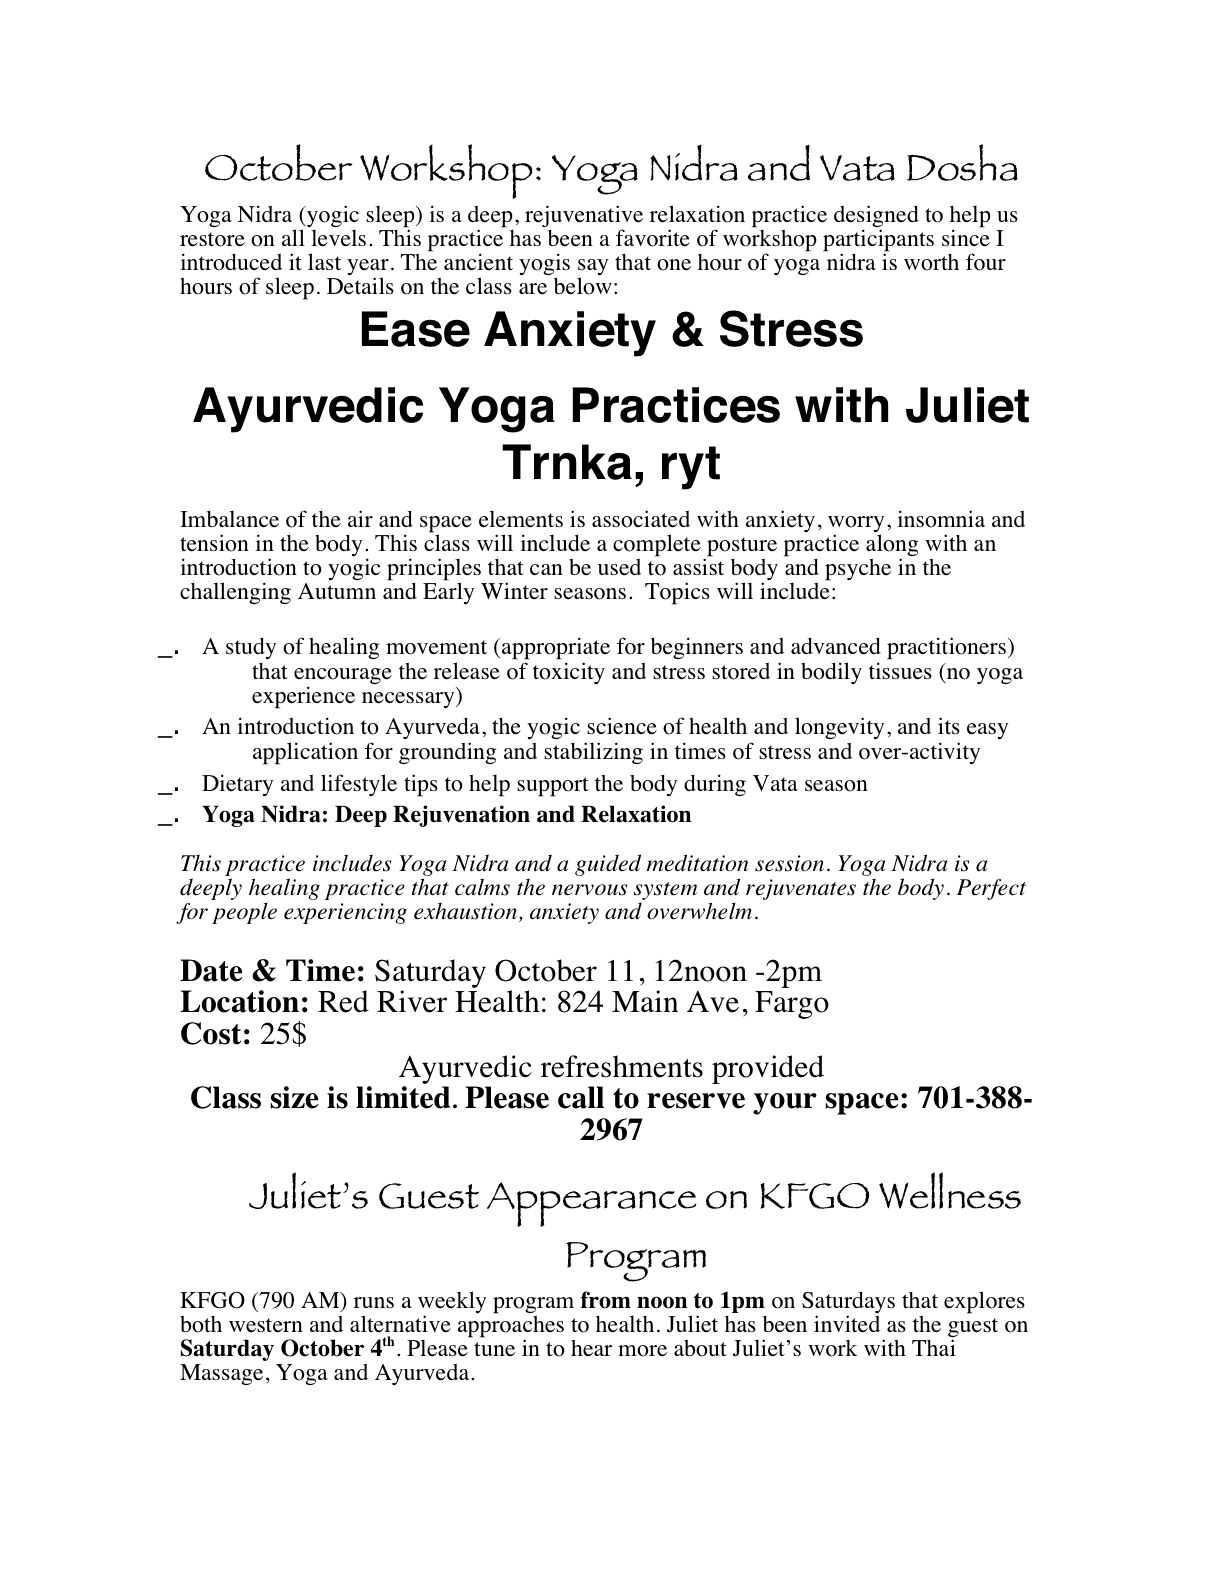 October Workshop: Yoga Nidra and Vata Dosha
Yoga Nidra (yogic sleep) is a deep, rejuvenative relaxation practice designed to help us
restore on all levels. This practice has been a favorite of workshop participants since I
introduced it last year. The ancient yogis say that one hour of yoga nidra is worth four
hours of sleep. Details on the class are below:
Ease Anxiety & Stress
Ayurvedic Yoga Practices with Juliet
Trnka, ryt
Imbalance of the air and space elements is associated with anxiety, worry, insomnia and
tension in the body. This class will include a complete posture practice along with an
introduction to yogic principles that can be used to assist body and psyche in the
challenging Autumn and Early Winter seasons.  Topics will include:
_. A study of healing movement (appropriate for beginners and advanced practitioners)
that encourage the release of toxicity and stress stored in bodily tissues (no yoga
experience necessary)
_. An introduction to Ayurveda, the yogic science of health and longevity, and its easy
application for grounding and stabilizing in times of stress and over-activity
_. Dietary and lifestyle tips to help support the body during Vata season
_. Yoga Nidra: Deep Rejuvenation and Relaxation
This practice includes Yoga Nidra and a guided meditation session. Yoga Nidra is a
deeply healing practice that calms the nervous system and rejuvenates the body. Perfect
for people experiencing exhaustion, anxiety and overwhelm.
Date & Time: Saturday October 11, 12noon -2pm
Location: Red River Health: 824 Main Ave, Fargo
Cost: 25$
Ayurvedic refreshments provided
Class size is limited. Please call to reserve your space: 701-388-
2967
Juliet's Guest Appearance on KFGO Wellness
Program
KFGO (790 AM) runs a weekly program from noon to 1pm on Saturdays that explores
both western and alternative approaches to health. Juliet has been invited as the guest on
Saturday October 4th. Please tune in to hear more about Juliet's work with Thai
Massage, Yoga and Ayurveda.